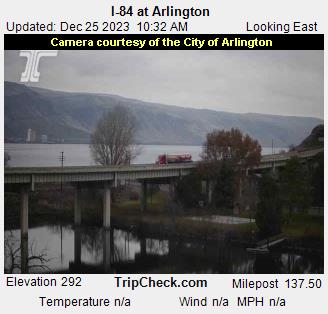 I-84 at Arlington
Updated: Dec 25 2023 10:32 AM Looking East
Camera courtesy of the City of Arlington
Elevation 292 TripCheck.com Milepost 137.50
Temperature n/a Wind n/a MPH n/a